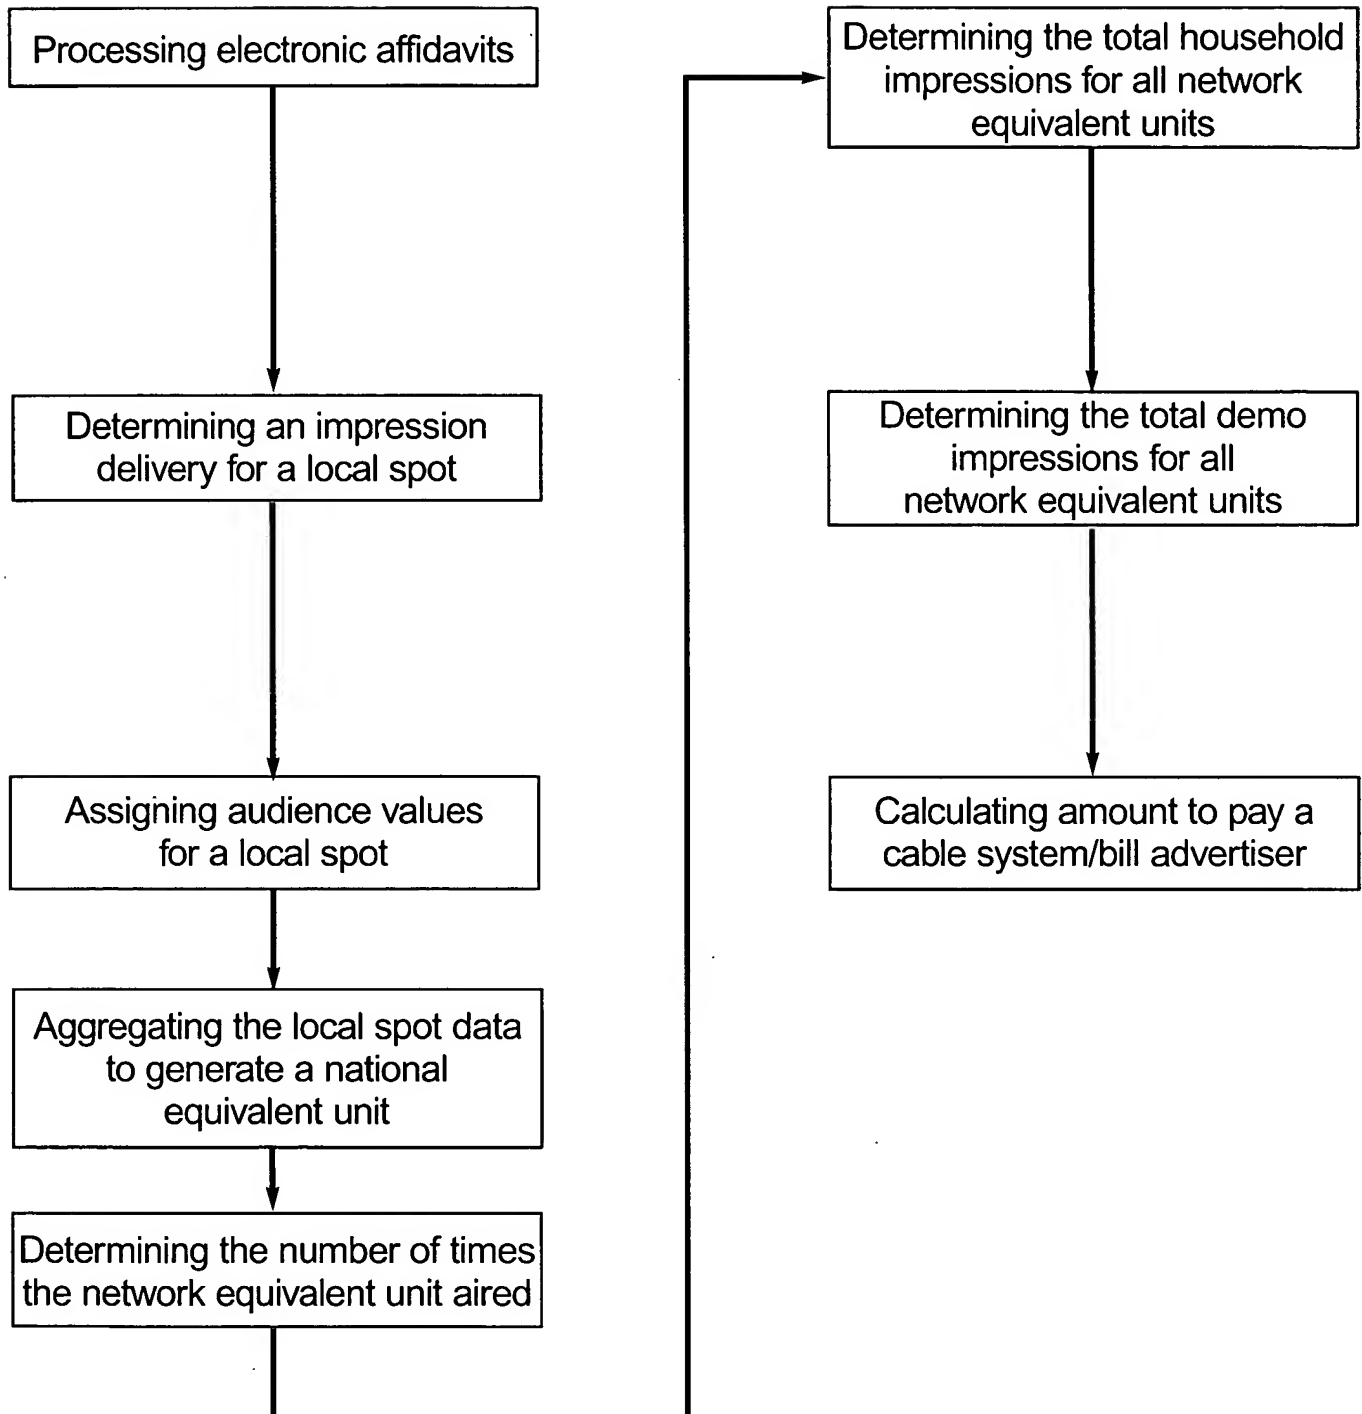 Processing electronic affidavits
Determining an impression
delivery for a local spot
Assigning audience values
for a local spot
Aggregating the local spot data
to generate a national
equivalent unit
Determining the number of times
the network equivalent unit aired
Determining the total household
impressions for all network
equivalent units
Determining the total demo
impressions for all
network equivalent units
Calculating amount to pay a
cable system/bill advertiser